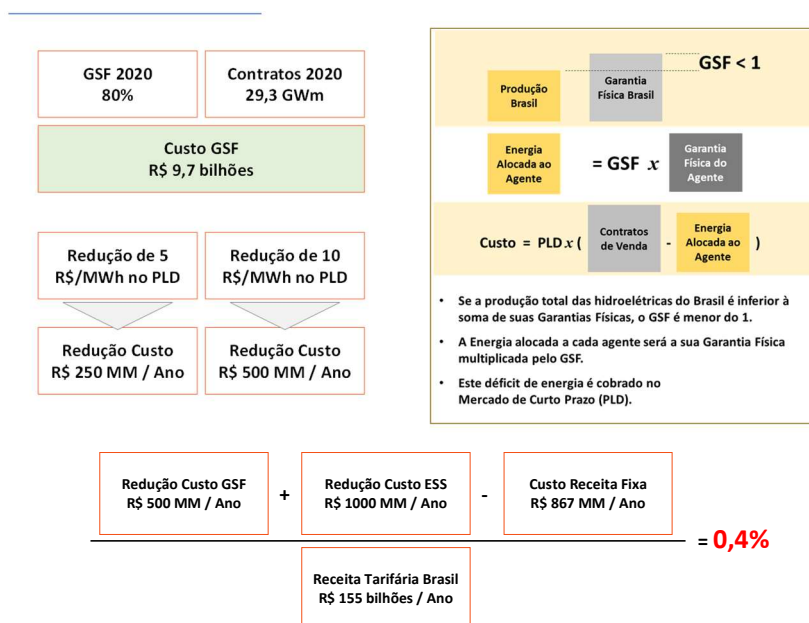 GSF 2020
80%
Contratos 2020
29,3 GWm
Custo GSF
R$ 9,7 bilhões
Redução de 5
R$/MWh no PLD
Redução de 10
R$/MWh no PLD
Redução Custo
R$ 250 MM / Ano
Redução Custo
R$ 500 MM / Ano
GSF < 1
Produção
Brasil
Garantia
Física Brasil
Energia
Alocada ao
Agente
= GSF x
Garantia
Física do
Agente
Custo = PLD x (
Contratos
de Venda
-
Energia
Alocada ao
Agente
)
• Se a produção total das hidroelétricas do Brasil é inferior à
soma de suas Garantias Físicas, o GSF é menor do 1.
• A Energia alocada a cada agente será a sua Garantia Física
multiplicada pelo GSF.
• Este déficit de energia é cobrado no
Mercado de Curto Prazo (PLD).
Redução Custo GSF
R$ 500 MM / Ano
+
Redução Custo ESS
R$ 1000 MM / Ano
-
Custo Receita Fixa
R$ 867 MM / Ano
= 0,4%
Receita Tarifária Brasil
R$ 155 bilhões / Ano